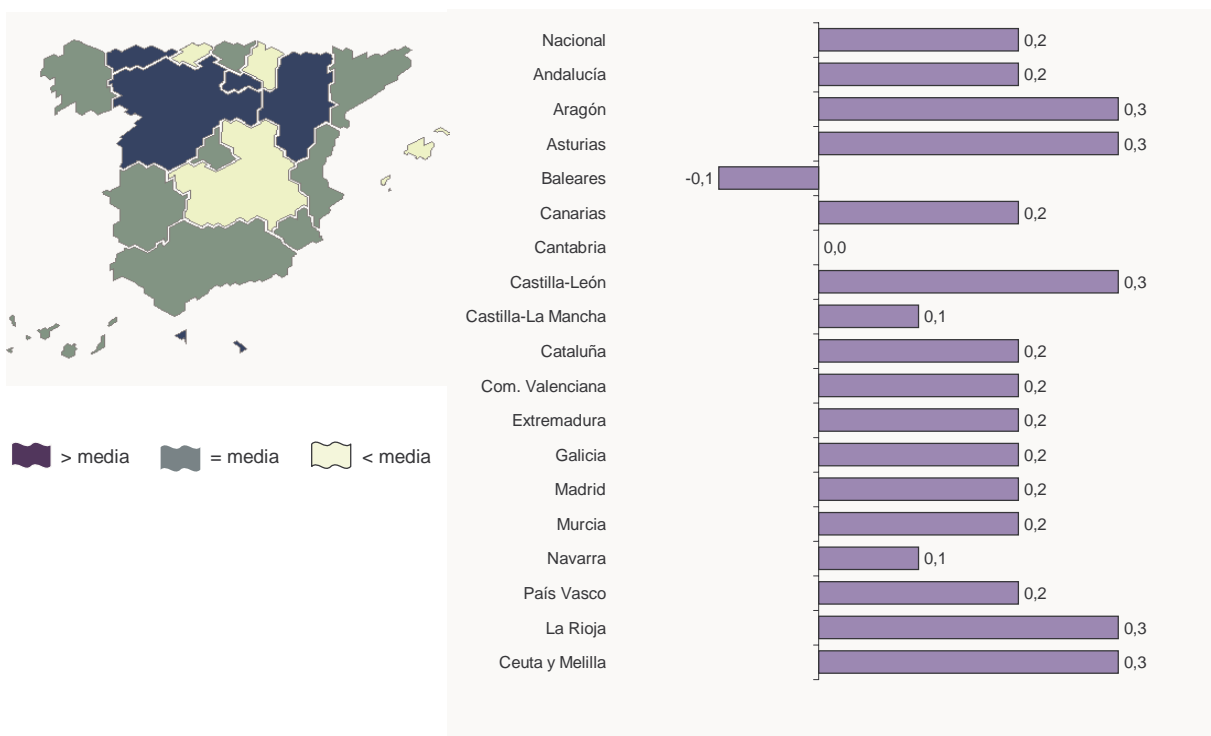 Nacional 0,2
Andalucía 0,2
Aragón 0,3
Asturias 0,3
Baleares -0,1
Canarias 0,2
Cantabria 0,0
Castilla-León 0,3
Castilla-La Mancha 0,1
Cataluña 0,2
Com. Valenciana 0,2
Extremadura 0,2
Galicia 0,2
Madrid 0,2
Murcia 0,2
Navarra 0,1
País Vasco 0,2
La Rioja 0,3
Ceuta y Melilla 0,3
> media = media < media